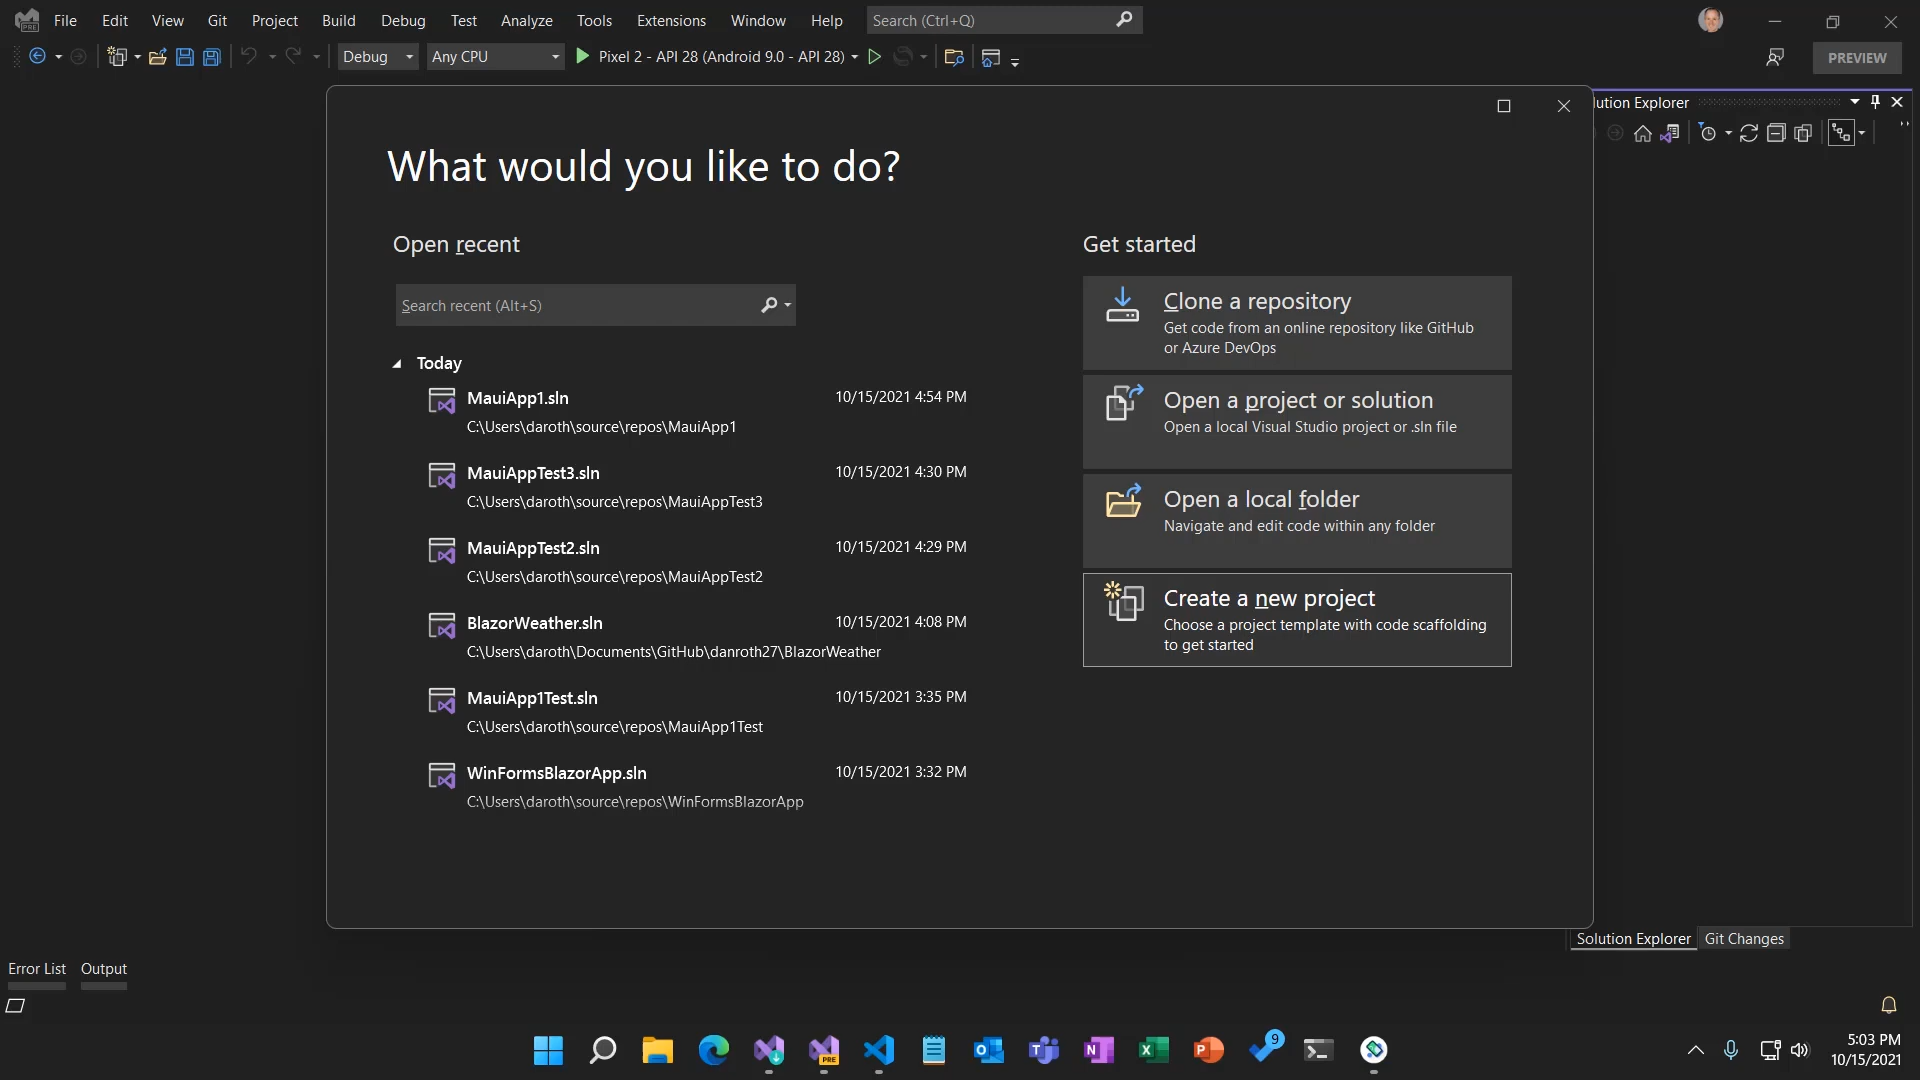 File Edit View Git Project Build Debug Test Analyze Tools Extensions Window Help Search (Ctrl+Q)
Debug Any CPU Pixel 2 - API 28 (Android 9.0 - API 28) PREVIEW
lution Explorer
What would you like to do?
Open recent
Search recent (Alt+S)
Today
MauiApp1.sln 10/15/2021 4:54 PM
C:\Users\daroth\source\repos\MauiApp1
MauiAppTest3.sln 10/15/2021 4:30 PM
C:\Users\daroth\source\repos\MauiAppTest3
MauiAppTest2.sln 10/15/2021 4:29 PM
C:\Users\daroth\source\repos\MauiAppTest2
BlazorWeather.sln 10/15/2021 4:08 PM
C:\Users\daroth\Documents\GitHub\danroth27\BlazorWeather
MauiApp1Test.sln 10/15/2021 3:35 PM
C:\Users\daroth\source\repos\MauiApp1Test
WinFormsBlazorApp.sln 10/15/2021 3:32 PM
C:\Users\daroth\source\repos\WinFormsBlazorApp
Get started
Clone a repository
Get code from an online repository like GitHub
or Azure DevOps
Open a project or solution
Open a local Visual Studio project or .sln file
Open a local folder
Navigate and edit code within any folder
Create a new project
Choose a project template with code scaffolding
to get started
Solution Explorer Git Changes
Error List Output
PRE
9
5:03 PM
10/15/2021